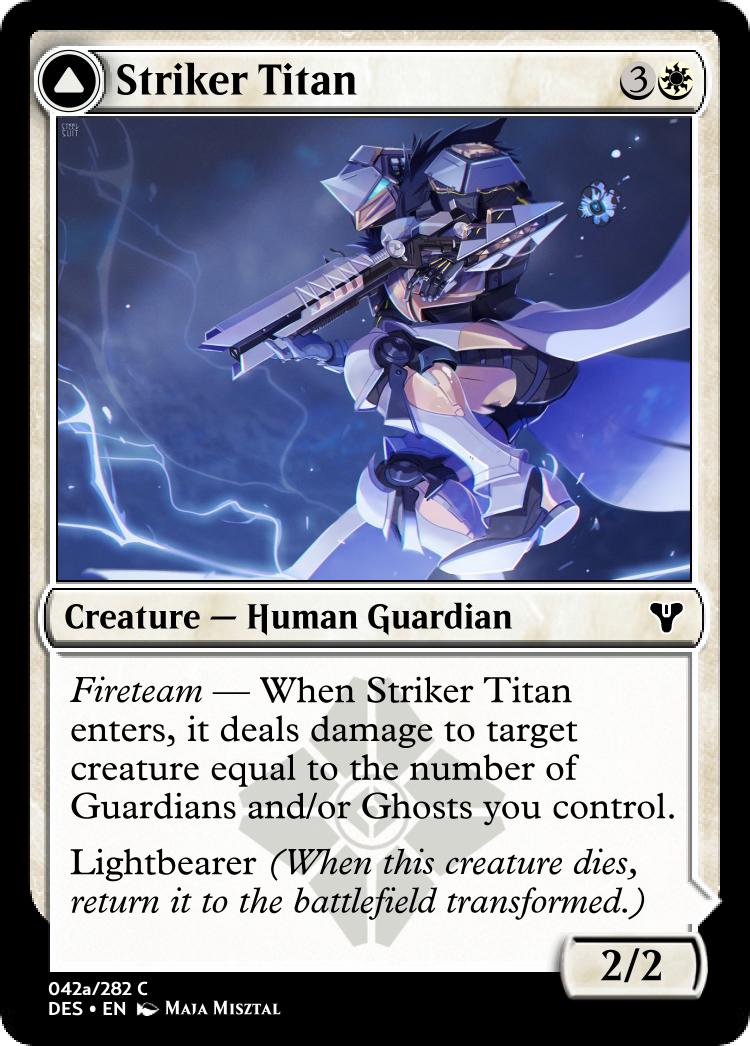 Striker Titan 3
STEEL
SUIT
Creature — Human Guardian
Fireteam — When Striker Titan
enters, it deals damage to target
creature equal to the number of
Guardians and/or Ghosts you control.
Lightbearer (When this creature dies,
return it to the battlefield transformed.)
2/2
042a/282 C
DES • EN Maja Misztal